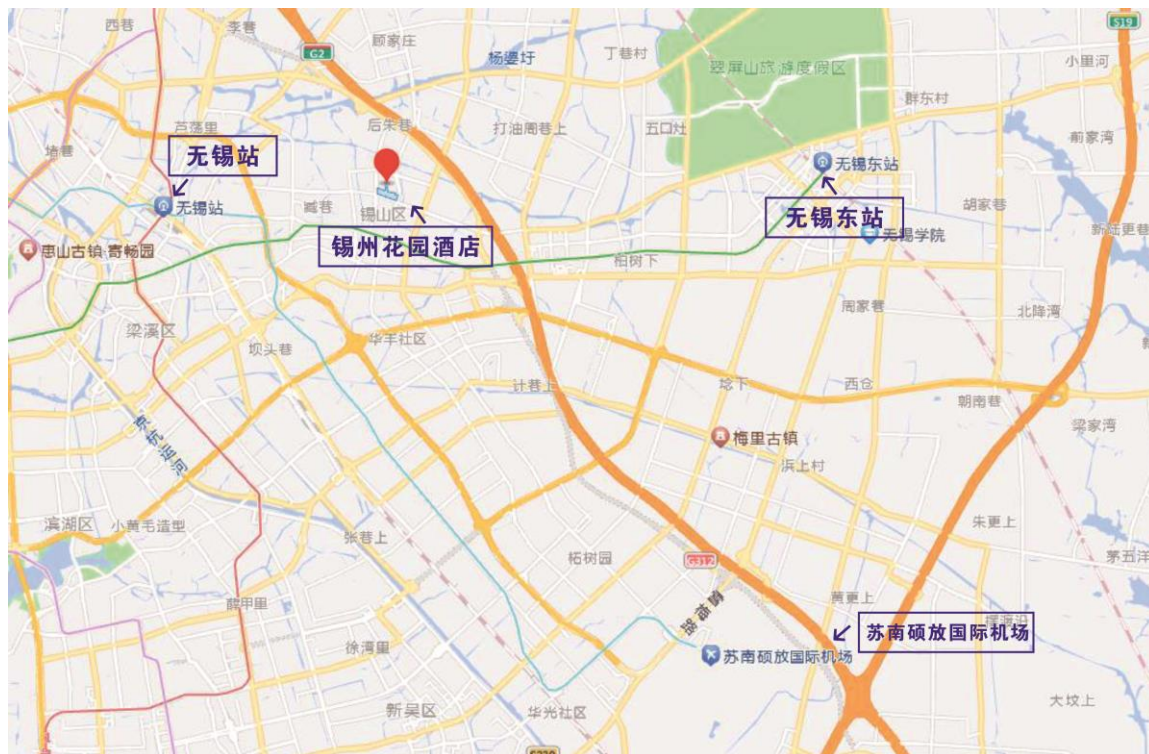 西巷
李巷
顾家庄
G2
杨婆圩
丁巷村
翠屏山旅游度假区
S19
小里河
群东村
芦荡里
后朱巷
打油周巷上
五口灶
前家湾
堵巷
无锡站
无锡站
臧巷
锡山区
无锡东站
无锡东站
胡家巷
新陆更巷
无锡学院
惠山古镇·寄畅园
锡州花园酒店
柏树下
周家巷
北降湾
梁溪区
坝头巷
华丰社区
计巷上
埝下
西仓
朝南巷
梁家湾
京杭运河
梅里古镇
浜上村
滨湖区
小黄毛造型
张巷上
柘树园
朱更上
茅五洋
G312
薛甲里
黄更上
苏南硕放国际机场
徐湾里
苏南硕放国际机场
新吴区
华光社区
大坟上